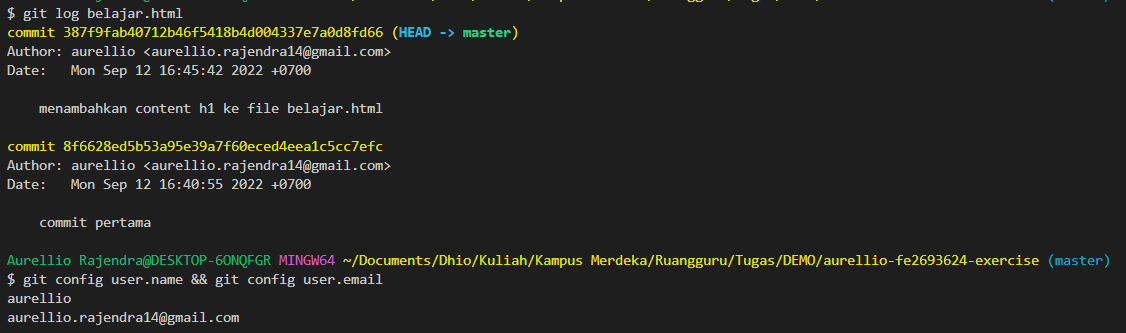 $ git log belajar.html
commit 387f9fab40712b46f5418b4d004337e7a0d8fd66 (HEAD -> master)
Author: aurellio <aurellio.rajendra14@gmail.com>
Date:   Mon Sep 12 16:45:42 2022 +0700
    menambahkan content h1 ke file belajar.html
commit 8f6628ed5b53a95e39a7f60eced4eea1c5cc7efc
Author: aurellio <aurellio.rajendra14@gmail.com>
Date:   Mon Sep 12 16:40:55 2022 +0700
    commit pertama
Aurellio Rajendra@DESKTOP-6ONQFGR MINGW64 ~/Documents/Dhio/Kuliah/Kampus Merdeka/Ruangguru/Tugas/DEMO/aurellio-fe2693624-exercise (master)
$ git config user.name && git config user.email
aurellio
aurellio.rajendra14@gmail.com